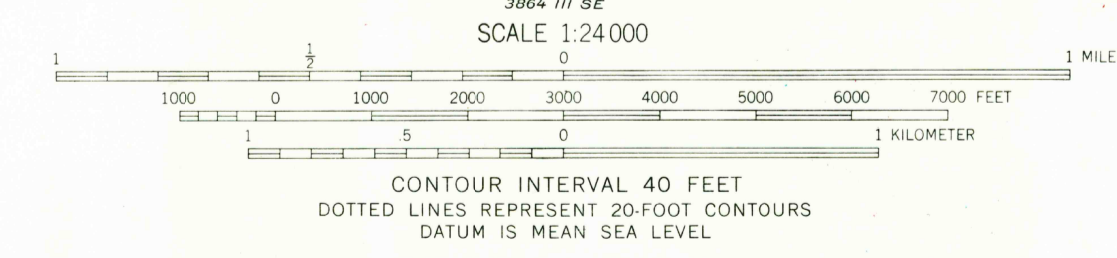 3864 III SE
SCALE 1:24 000
1 1/2 0 1 MILE
1000 0 1000 2000 3000 4000 5000 6000 7000 FEET
1 .5 0 1 KILOMETER
CONTOUR INTERVAL 40 FEET
DOTTED LINES REPRESENT 20-FOOT CONTOURS
DATUM IS MEAN SEA LEVEL